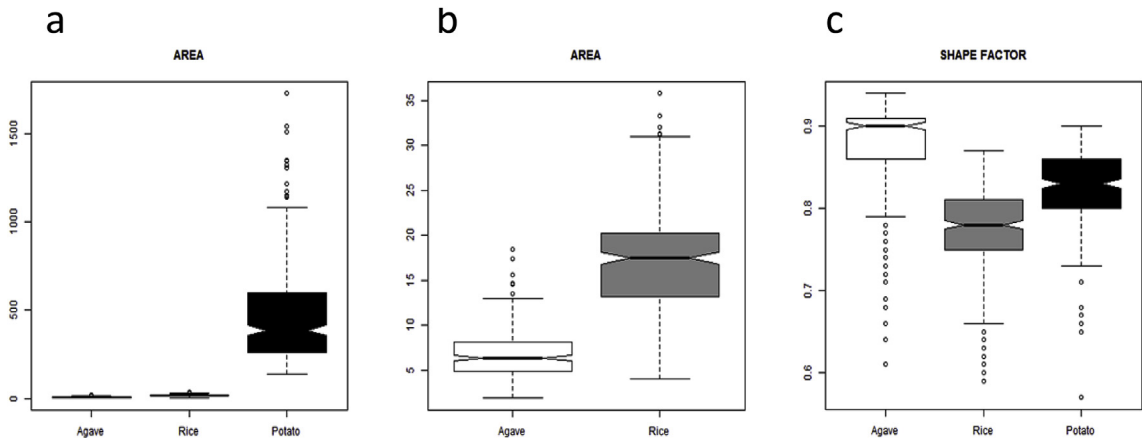 a
AREA
1500
1000
500
0
Agave Rice Potato
b
AREA
35
30
25
20
15
10
5
Agave Rice
c
SHAPE FACTOR
0.9
0.8
0.7
0.6
Agave Rice Potato